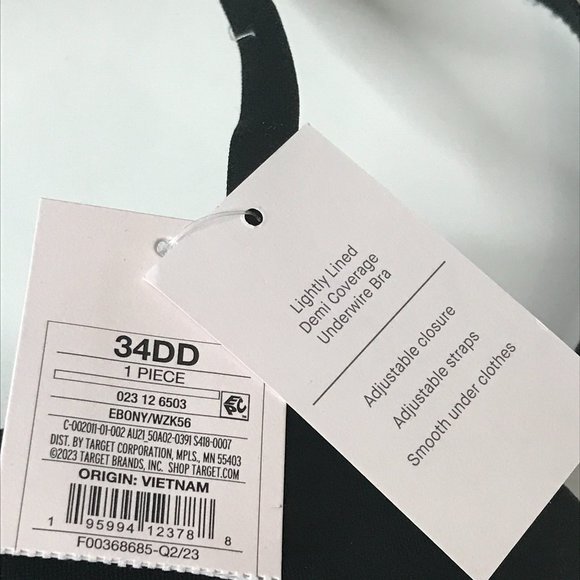 Lightly Lined
Demi Coverage
Underwire Bra
Adjustable closure
Adjustable straps
Smooth under clothes
34DD
1 PIECE
023 12 6503
EPC
EBONY/WZK56
C-002011-01-002 AU21_50A02-0391 S418-0007
DIST. BY TARGET CORPORATION, MPLS., MN 55403
©2023 TARGET BRANDS, INC. SHOP TARGET.COM
ORIGIN: VIETNAM
1 95994 12378 8
F00368685-Q2/23